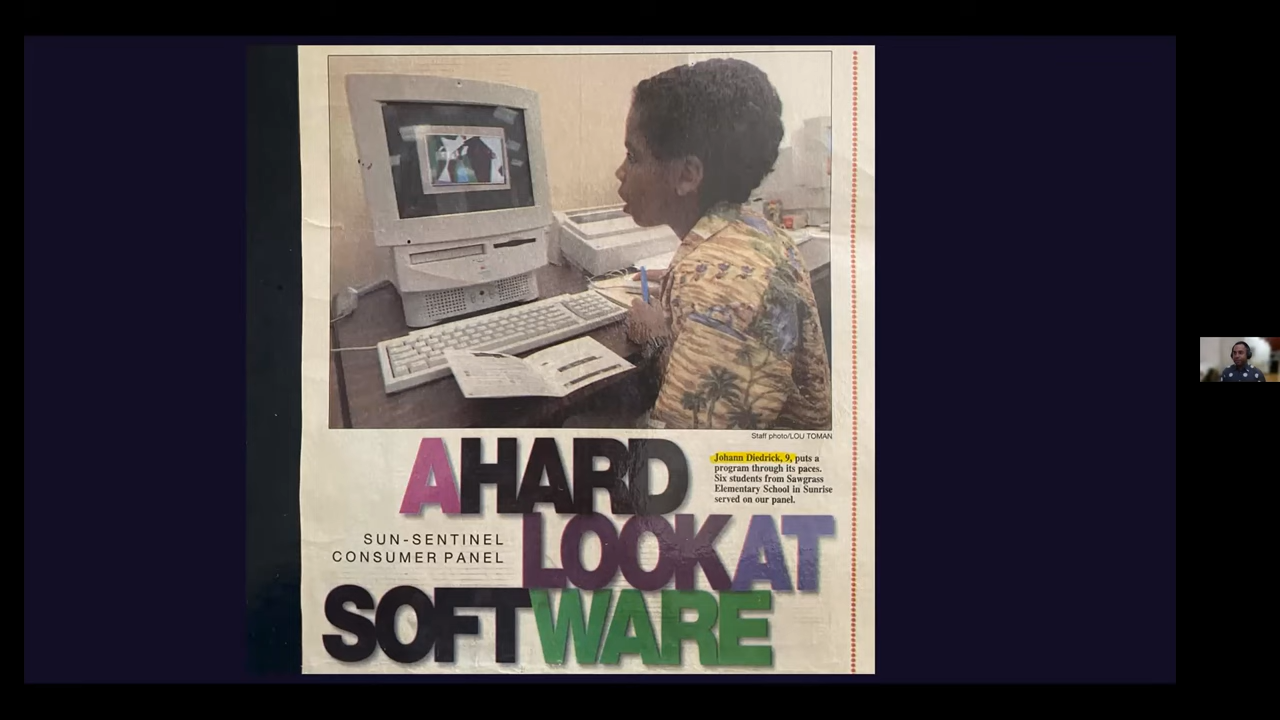 Staff photo/LOU TOMAN
Johann Diedrick, 9, puts a
program through its paces.
Six students from Sawgrass
Elementary School in Sunrise
served on our panel.
A HARD
LOOK AT
SUN-SENTINEL
CONSUMER PANEL
SOFTWARE